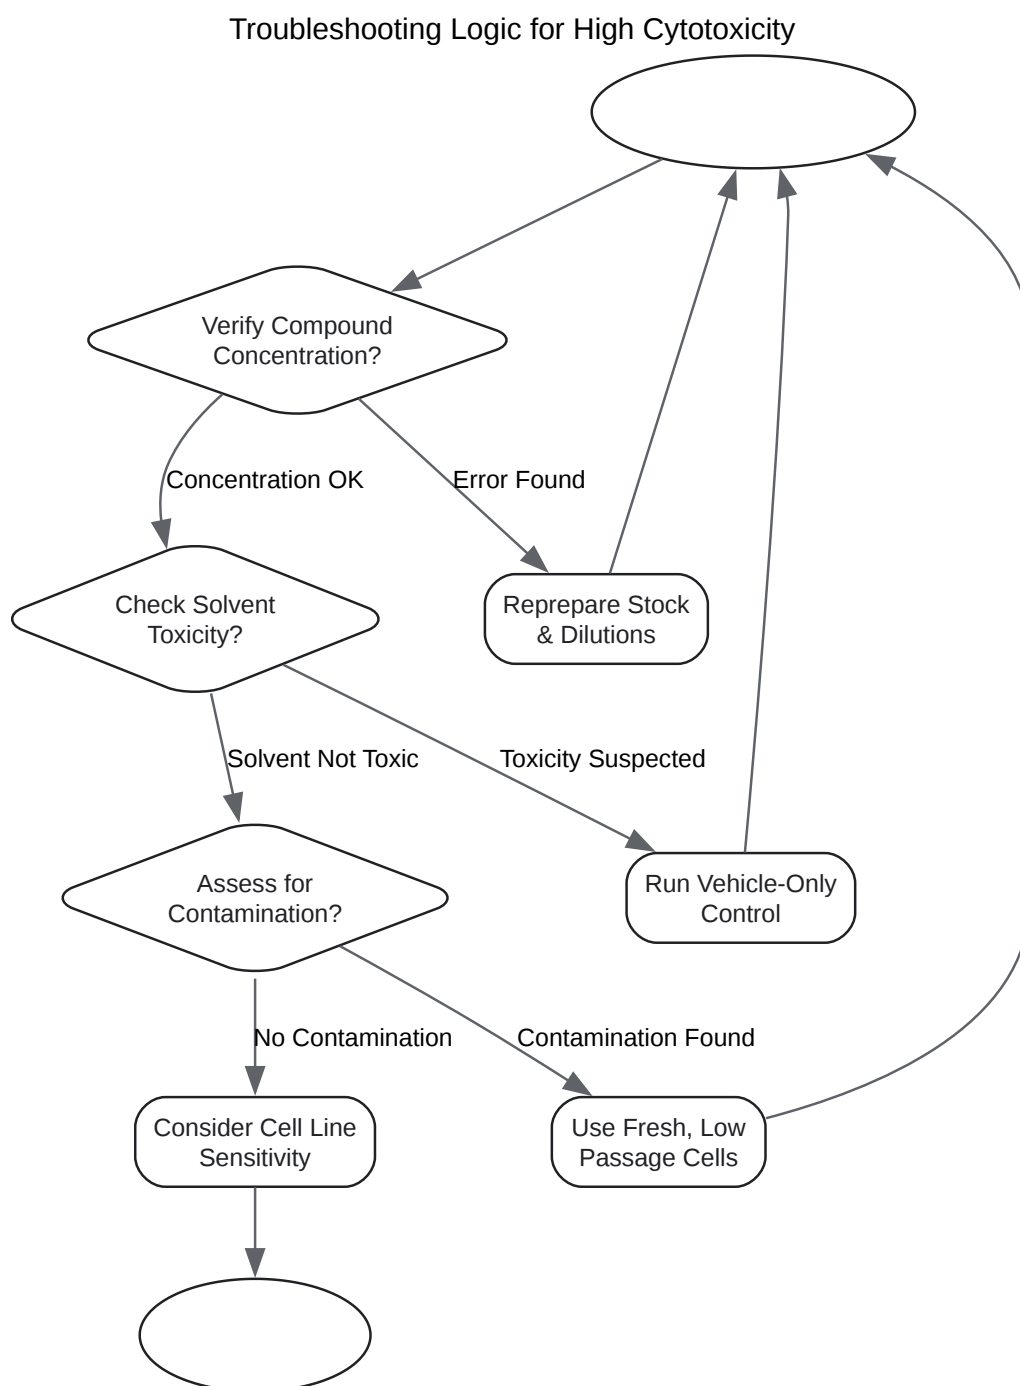 Troubleshooting Logic for High Cytotoxicity
Verify Compound
Concentration?
Concentration OK
Error Found
Check Solvent
Toxicity?
Reprepare Stock
& Dilutions
Solvent Not Toxic
Toxicity Suspected
Assess for
Contamination?
Run Vehicle-Only
Control
No Contamination
Contamination Found
Consider Cell Line
Sensitivity
Use Fresh, Low
Passage Cells